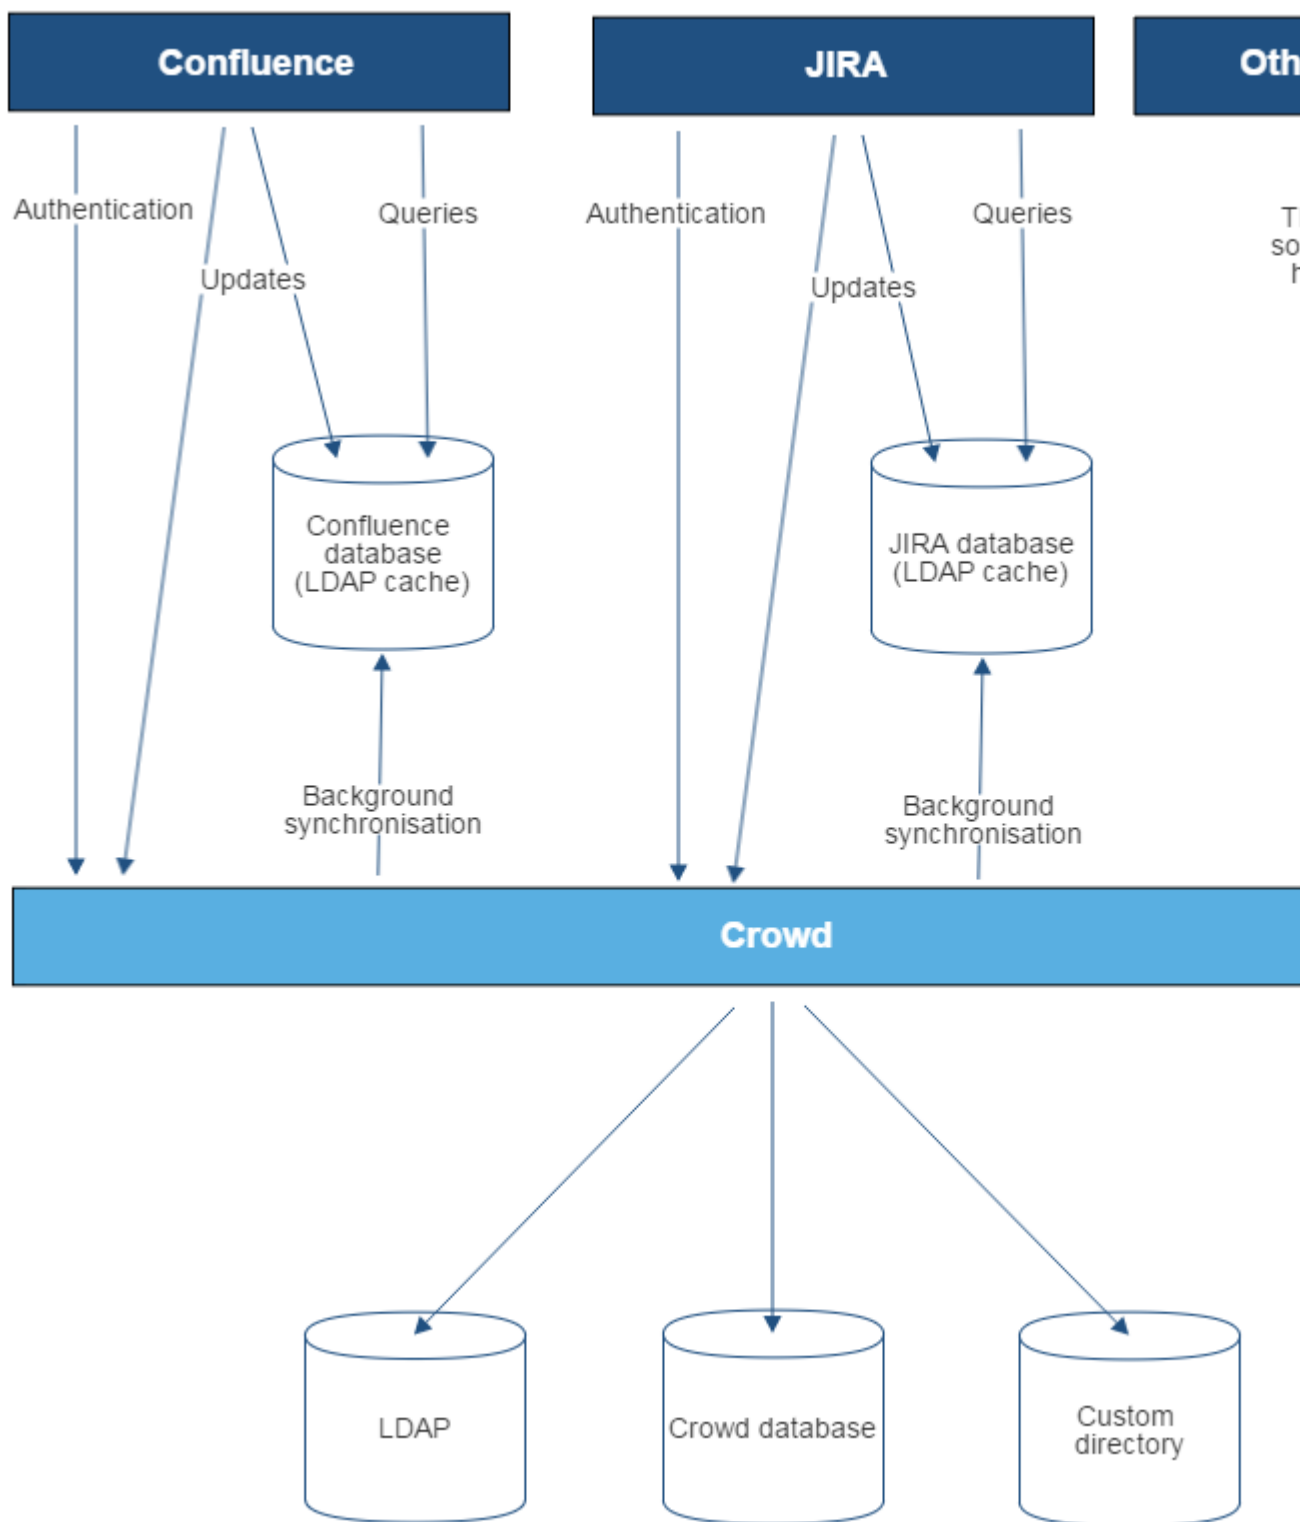 Confluence
JIRA
Authentication
Queries
Updates
Authentication
Queries
Updates
Confluence
database
(LDAP cache)
JIRA database
(LDAP cache)
Background
synchronisation
Background
synchronisation
Crowd
LDAP
Crowd database
Custom
directory